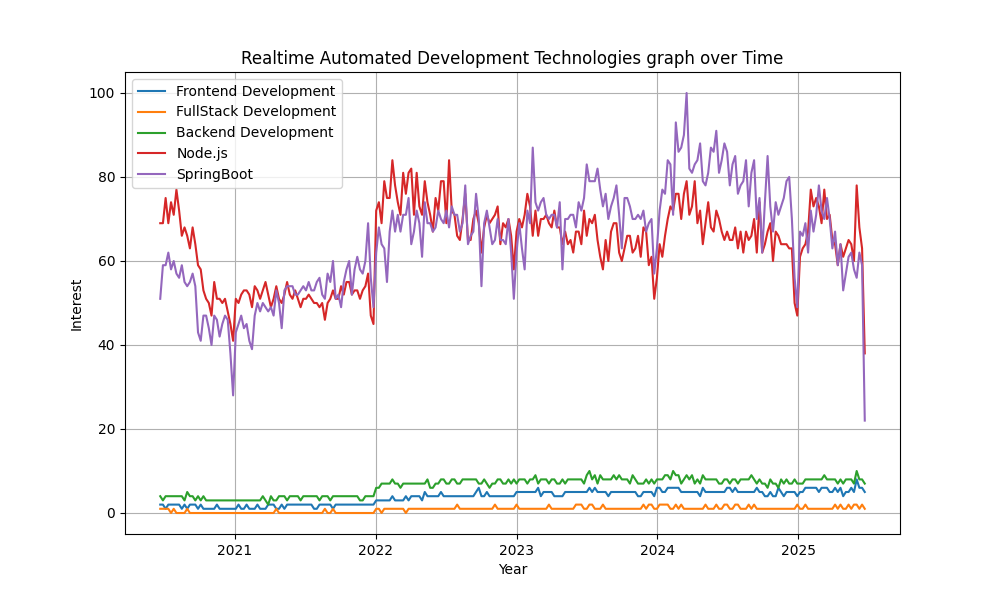 Realtime Automated Development Technologies graph over Time
Frontend Development
FullStack Development
Backend Development
Node.js
SpringBoot
100
80
60
40
20
0
Interest
2021
2022
2023
2024
2025
Year